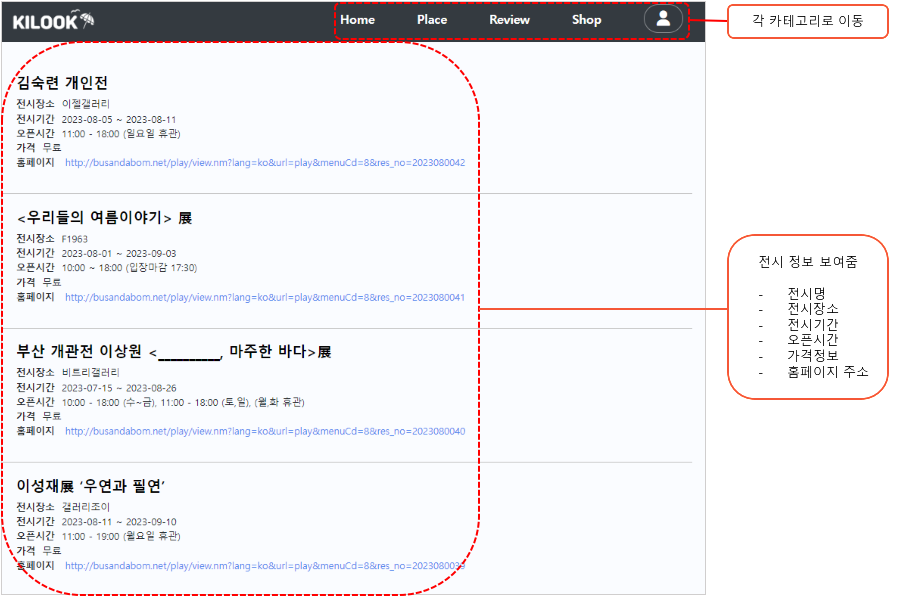 KILOOK
Home Place Review Shop
각 카테고리로 이동
김숙련 개인전
전시장소 이젤갤러리
전시기간 2023-08-05 ~ 2023-08-11
오픈시간 11:00 - 18:00 (일요일 휴관)
가격 무료
홈페이지 http://busandabom.net/play/view.nm?lang=ko&url=play&menuCd=8&res_no=2023080042
<우리들의 여름이야기> 展
전시장소 F1963
전시기간 2023-08-01 ~ 2023-09-03
오픈시간 10:00 ~ 18:00 (입장마감 17:30)
가격 무료
홈페이지 http://busandabom.net/play/view.nm?lang=ko&url=play&menuCd=8&res_no=2023080041
부산 개관전 이상원 <__________, 마주한 바다>展
전시장소 비트리갤러리
전시기간 2023-07-15 ~ 2023-08-26
오픈시간 10:00 - 18:00 (수~금), 11:00 - 18:00 (토,일), (월,화 휴관)
가격 무료
홈페이지 http://busandabom.net/play/view.nm?lang=ko&url=play&menuCd=8&res_no=2023080040
이성재展 ‘우연과 필연’
전시장소 갤러리조이
전시기간 2023-08-11 ~ 2023-09-10
오픈시간 11:00 - 19:00 (월요일 휴관)
가격 무료
홈페이지 http://busandabom.net/play/view.nm?lang=ko&url=play&menuCd=8&res_no=2023080039
전시 정보 보여줌
- 전시명
- 전시장소
- 전시기간
- 오픈시간
- 가격정보
- 홈페이지 주소